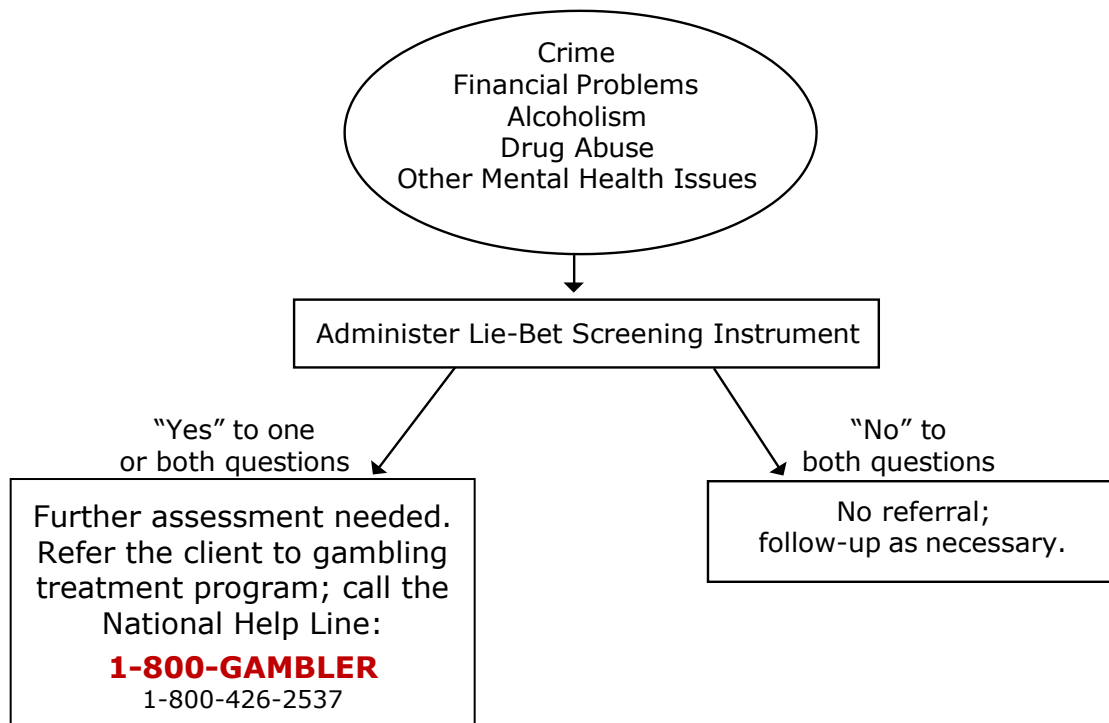 Crime
Financial Problems
Alcoholism
Drug Abuse
Other Mental Health Issues
Administer Lie-Bet Screening Instrument
“Yes” to one
or both questions
Further assessment needed.
Refer the client to gambling
treatment program; call the
National Help Line:
1-800-GAMBLER
1-800-426-2537
“No” to
both questions
No referral;
follow-up as necessary.